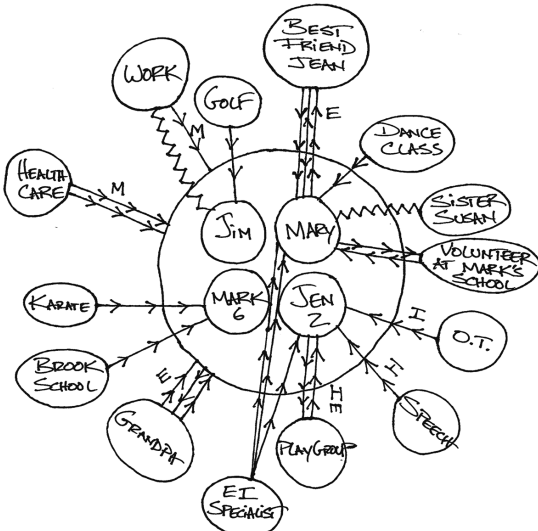 BEST
FRIEND
JEAN
WORK
GOLF
M
E
DANCE
CLASS
HEALTH
CARE
M
SISTER
SUSAN
JIM
MARY
VOLUNTEER
AT MARK'S
SCHOOL
KARATE
MARK
6
JEN
2
I
O.T.
BROOK
SCHOOL
E
I
SPEECH
GRANDPA
IE
PLAYGROUP
EI
SPECIALIST